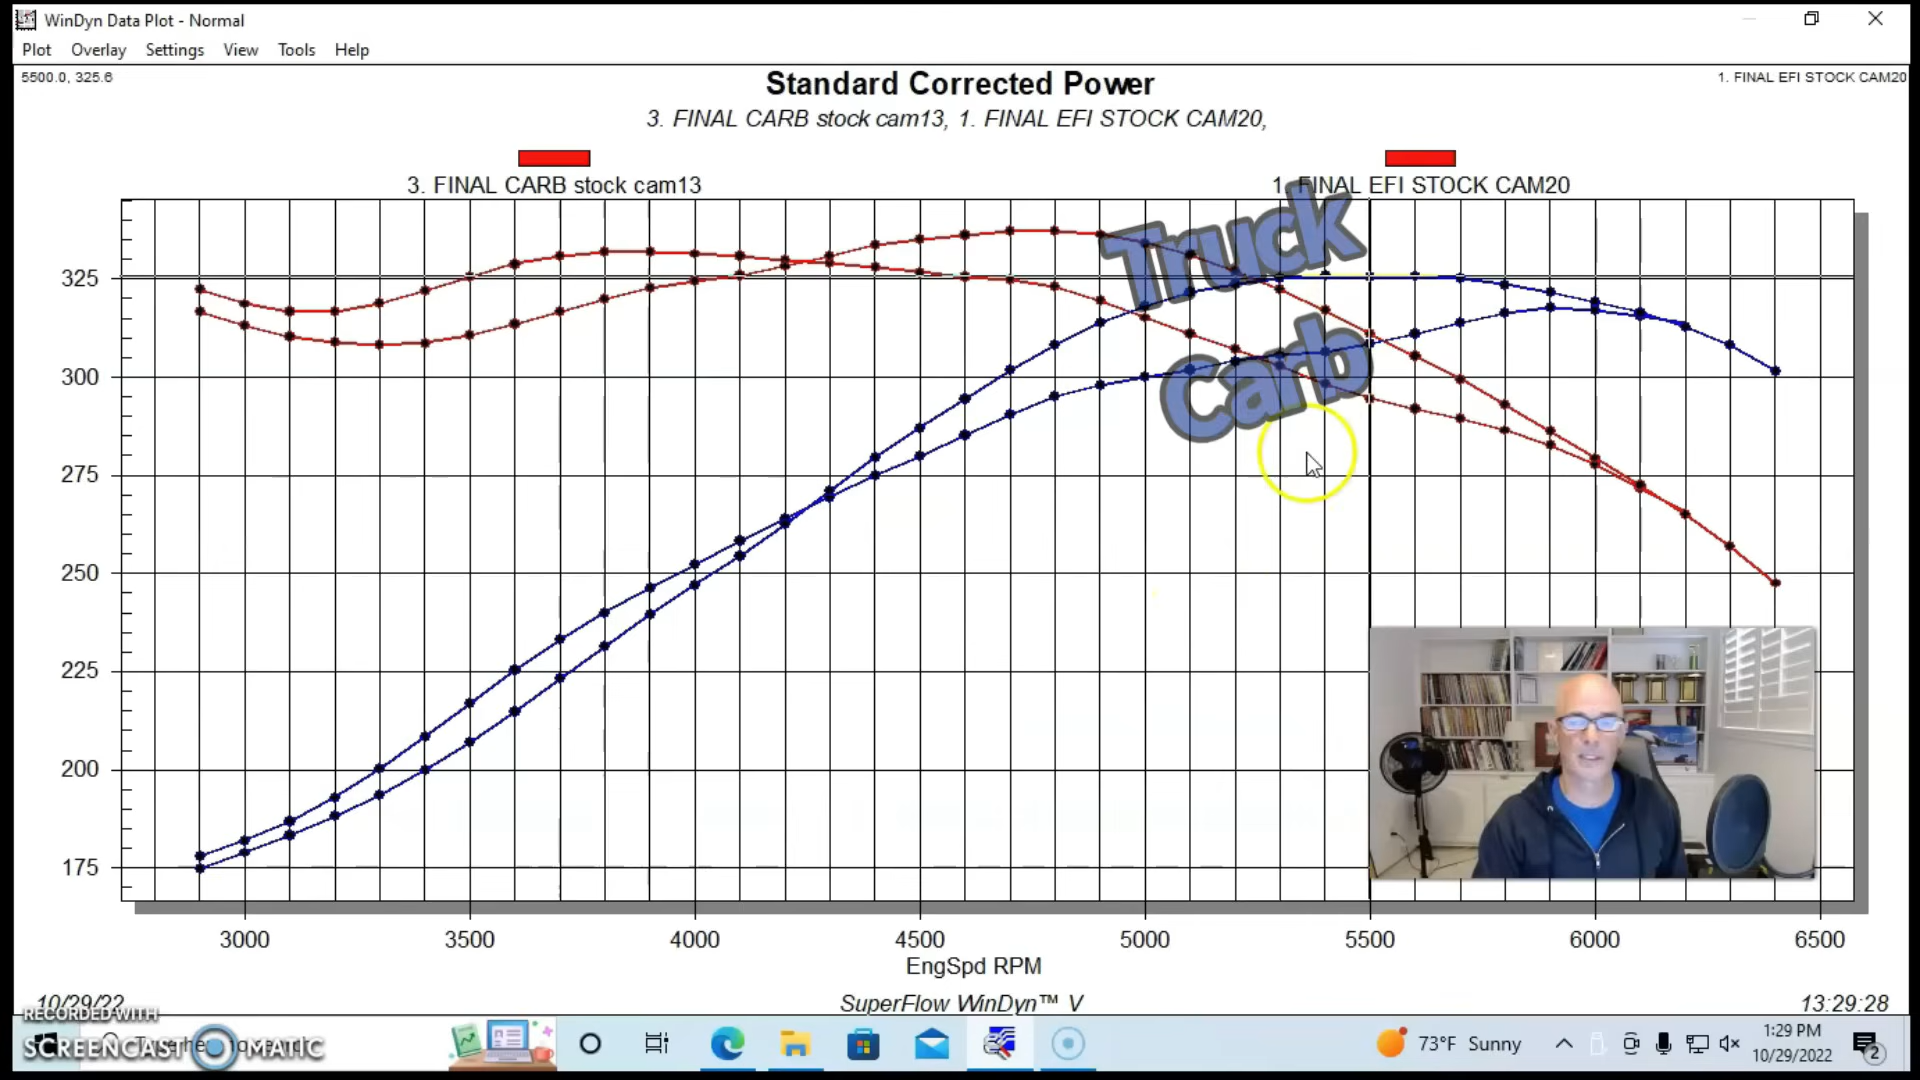 WinDyn Data Plot - Normal
Plot Overlay Settings View Tools Help
5500.0, 325.6
1. FINAL EFI STOCK CAM20
Standard Corrected Power
3. FINAL CARB stock cam13, 1. FINAL EFI STOCK CAM20,
3. FINAL CARB stock cam13
1. FINAL EFI STOCK CAM20
Truck
Carb
325
300
275
250
225
200
175
3000 3500 4000 4500 5000 5500 6000 6500
EngSpd RPM
10/29/22
SuperFlow WinDyn™ V
13:29:28
RECORDED WITH
SCREENCAST O MATIC
73°F Sunny
1:29 PM
10/29/2022
2